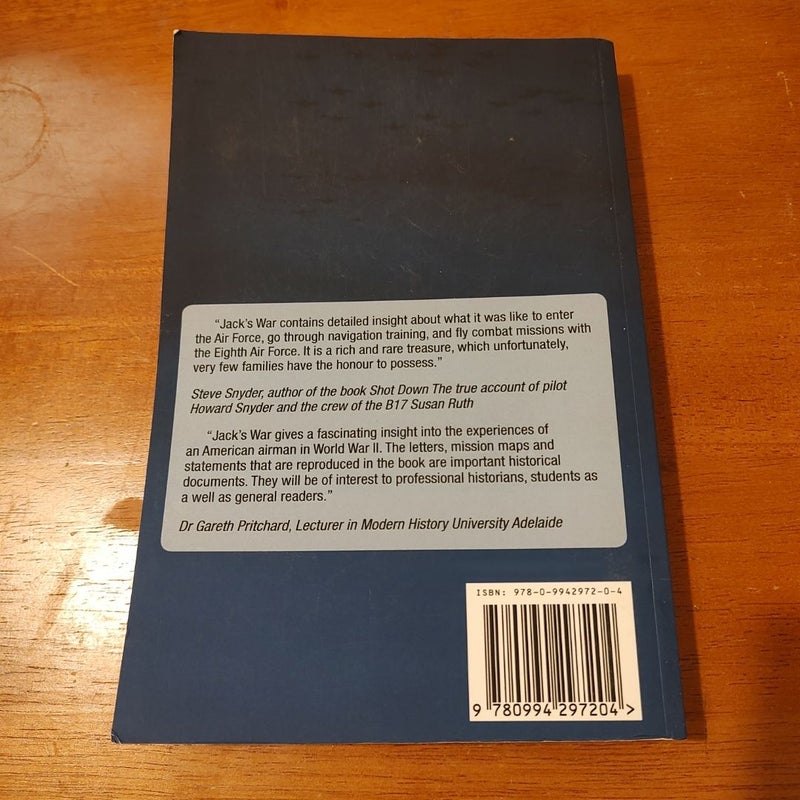 “Jack’s War contains detailed insight about what it was like to enter
the Air Force, go through navigation training, and fly combat missions with
the Eighth Air Force. It is a rich and rare treasure, which unfortunately,
very few families have the honour to possess.”
Steve Snyder, author of the book Shot Down The true account of pilot
Howard Snyder and the crew of the B17 Susan Ruth
“Jack’s War gives a fascinating insight into the experiences of
an American airman in World War II. The letters, mission maps and
statements that are reproduced in the book are important historical
documents. They will be of interest to professional historians, students as
a well as general readers.”
Dr Gareth Pritchard, Lecturer in Modern History University Adelaide
ISBN: 978-0-9942972-0-4
9 780994 297204 >